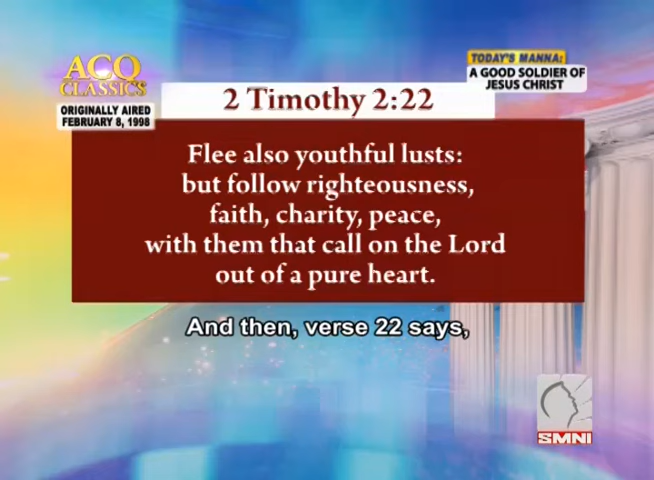 ACQ
CLASSICS
ORIGINALLY AIRED
FEBRUARY 8, 1998
TODAY'S MANNA:
A GOOD SOLDIER OF
JESUS CHRIST
2 Timothy 2:22
Flee also youthful lusts:
but follow righteousness,
faith, charity, peace,
with them that call on the Lord
out of a pure heart.
And then, verse 22 says,
SMNI